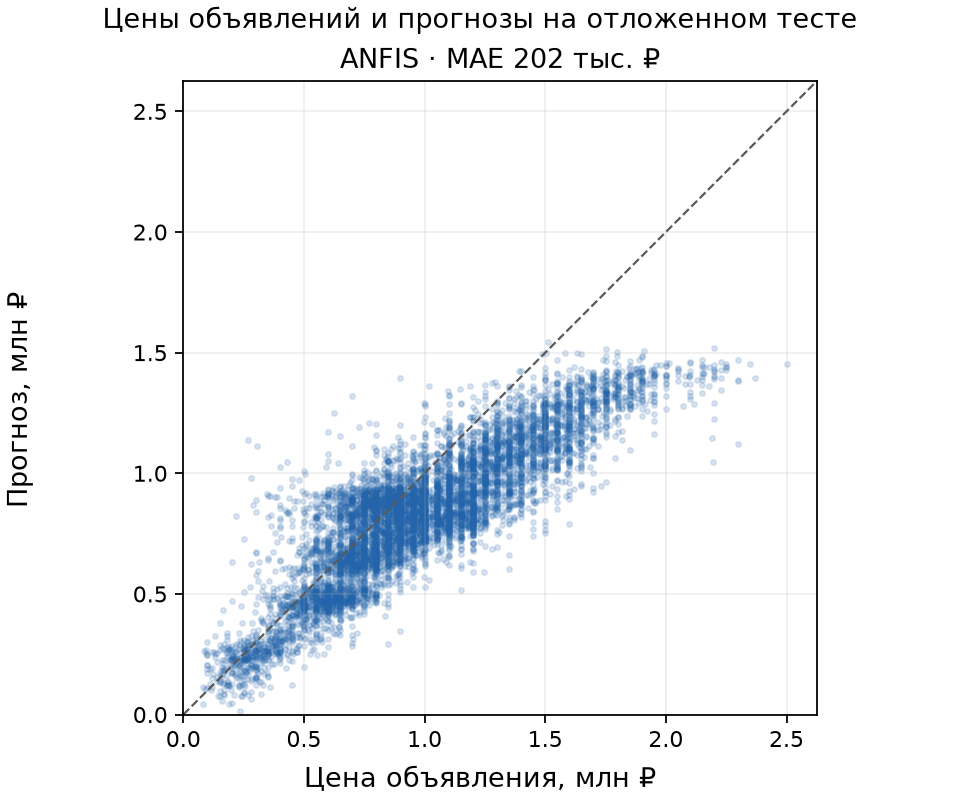 Цены объявлений и прогнозы на отложенном тесте
ANFIS · MAE 202 тыс. ₽
Прогноз, млн ₽
2.5
2.0
1.5
1.0
0.5
0.0
0.0 0.5 1.0 1.5 2.0 2.5
Цена объявления, млн ₽